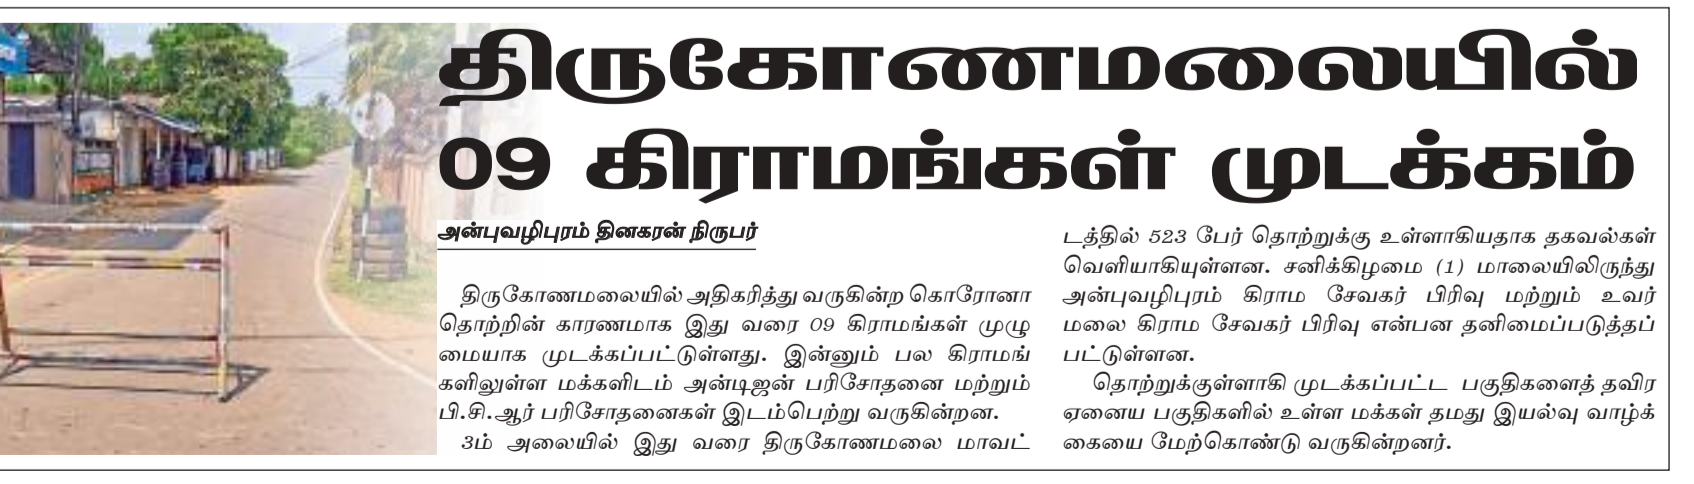 திருகோணமலையில்
09 கிராமங்கள் முடக்கம்
அன்புவழிபுரம் தினகரன் நிருபர்
திருகோணமலையில் அதிகரித்து வருகின்ற கொரோனா
தொற்றின் காரணமாக இது வரை 09 கிராமங்கள் முழு
மையாக முடக்கப்பட்டுள்ளது. இன்னும் பல கிராமங்
களிலுள்ள மக்களிடம் அன்டிஜன் பரிசோதனை மற்றும்
பி.சி.ஆர் பரிசோதனைகள் இடம்பெற்று வருகின்றன.
3ம் அலையில் இது வரை திருகோணமலை மாவட்
டத்தில் 523 பேர் தொற்றுக்கு உள்ளாகியதாக தகவல்கள்
வெளியாகியுள்ளன. சனிக்கிழமை (1) மாலையிலிருந்து
அன்புவழிபுரம் கிராம சேவகர் பிரிவு மற்றும் உவர்
மலை கிராம சேவகர் பிரிவு என்பன தனிமைப்படுத்தப்
பட்டுள்ளன.
தொற்றுக்குள்ளாகி முடக்கப்பட்ட பகுதிகளைத் தவிர
ஏனைய பகுதிகளில் உள்ள மக்கள் தமது இயல்வு வாழ்க்
கையை மேற்கொண்டு வருகின்றனர்.